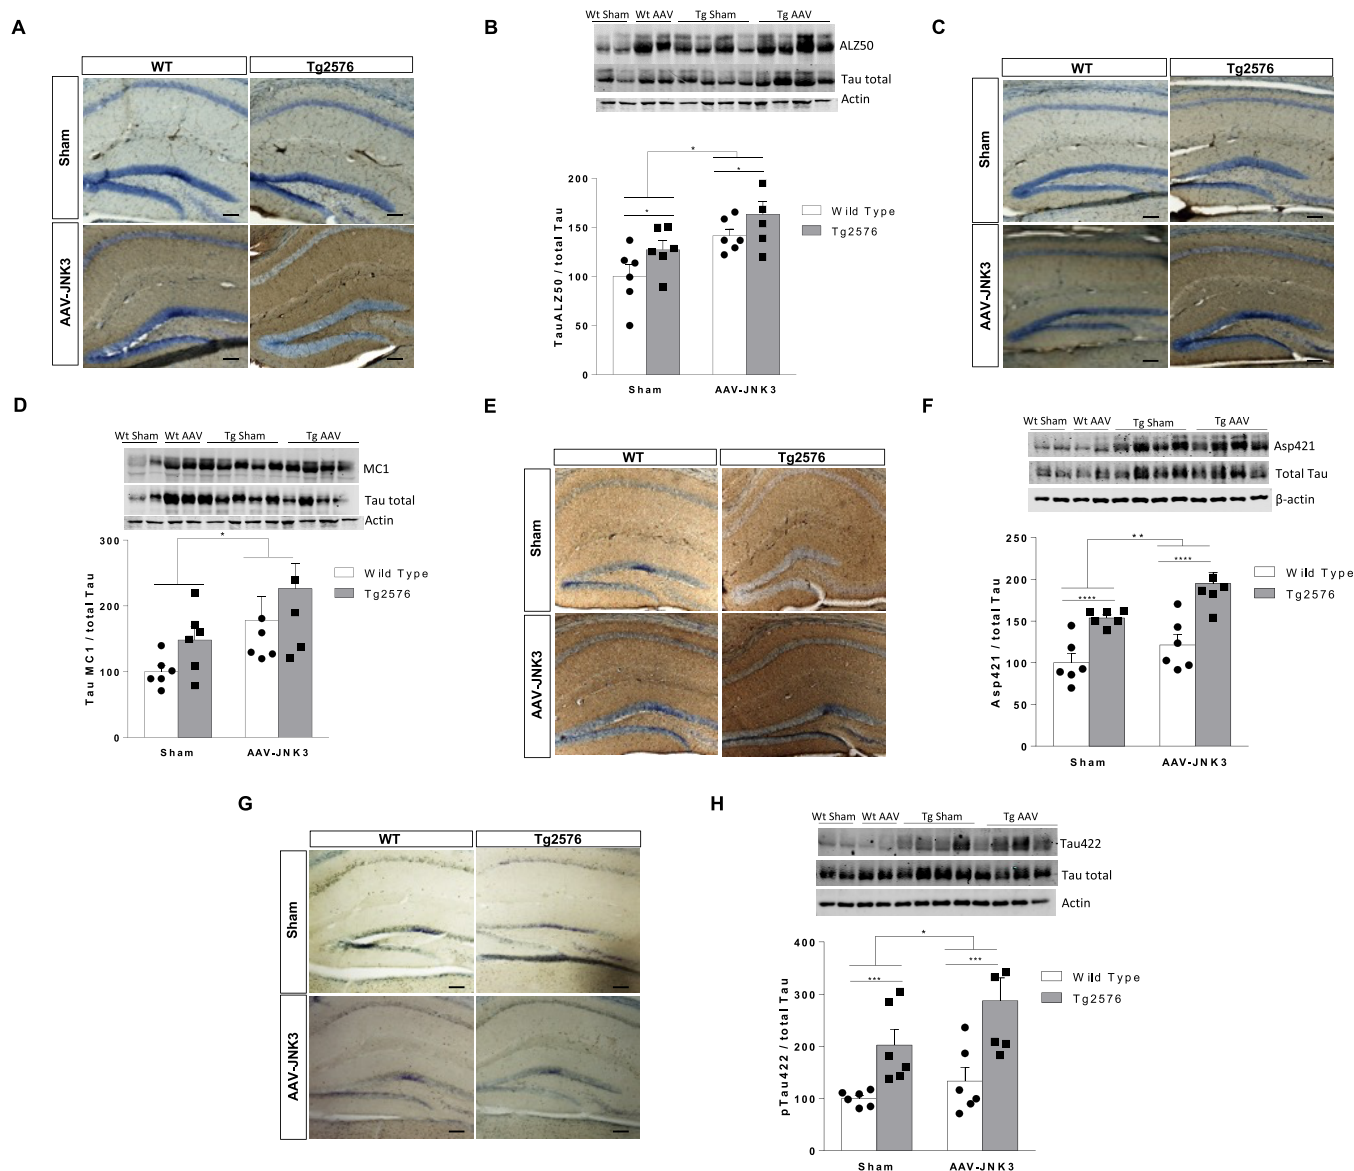 A
WT
Tg2576
Sham
AAV-JNK3
B
Wt Sham
Wt AAV
Tg Sham
Tg AAV
ALZ50
Tau total
Actin
*
*
*
200
150
100
50
0
TauALZ50 / total Tau
Sham
AAV-JNK3
Wild Type
Tg2576
C
WT
Tg2576
Sham
AAV-JNK3
D
Wt Sham
Wt AAV
Tg Sham
Tg AAV
MC1
Tau total
Actin
*
300
200
100
0
Tau MC1 / total Tau
Sham
AAV-JNK3
Wild Type
Tg2576
E
WT
Tg2576
Sham
AAV-JNK3
F
Wt Sham
Wt AAV
Tg Sham
Tg AAV
Asp421
Total Tau
β-actin
**
****
****
250
200
150
100
50
0
Asp421 / total Tau
Sham
AAV-JNK3
Wild Type
Tg2576
G
WT
Tg2576
Sham
AAV-JNK3
H
Wt Sham
Wt AAV
Tg Sham
Tg AAV
Tau422
Tau total
Actin
*
***
***
400
300
200
100
0
pTau422 / total Tau
Sham
AAV-JNK3
Wild Type
Tg2576